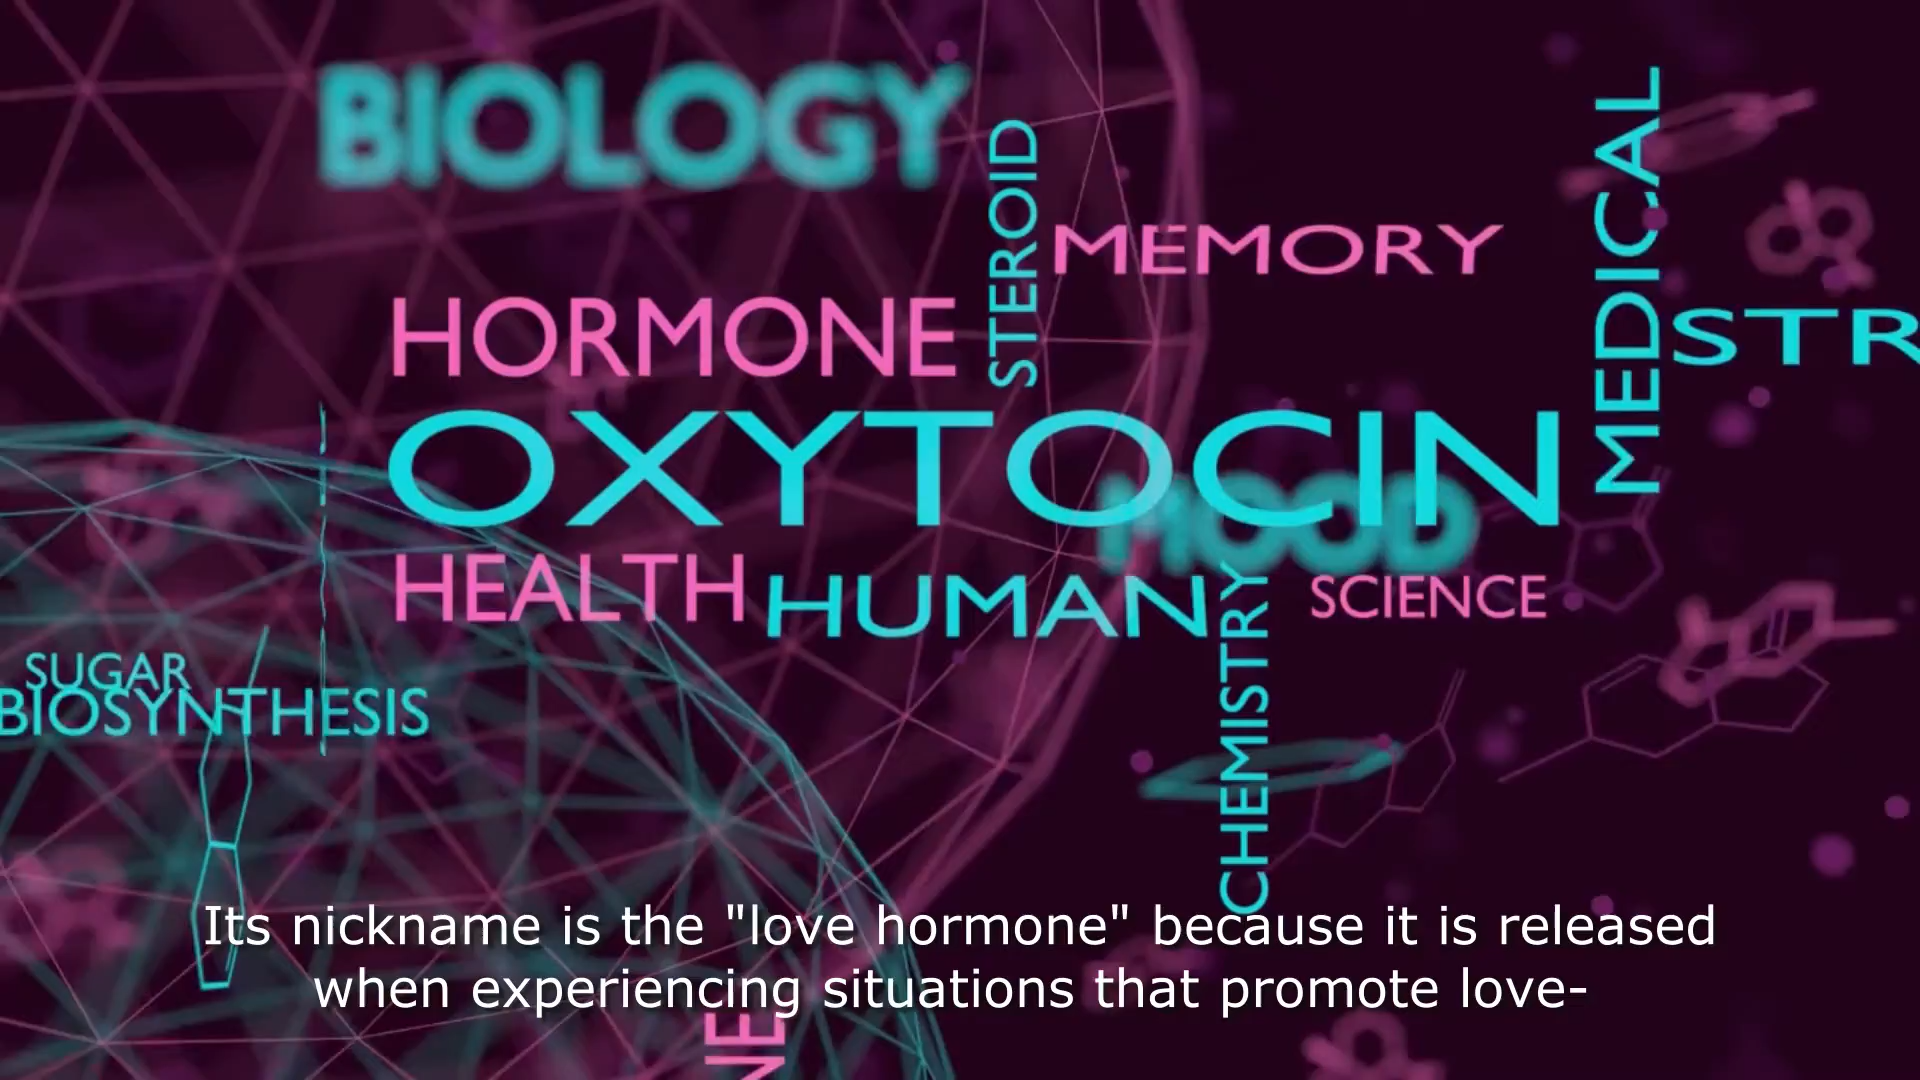 BIOLOGY
STEROID
MEMORY
MEDICAL
HORMONE
STR
OXYTOCIN
MOOD
HEALTH
HUMAN
SCIENCE
CHEMISTRY
SUGAR
BIOSYNTHESIS
Its nickname is the "love hormone" because it is released
when experiencing situations that promote love-
NE